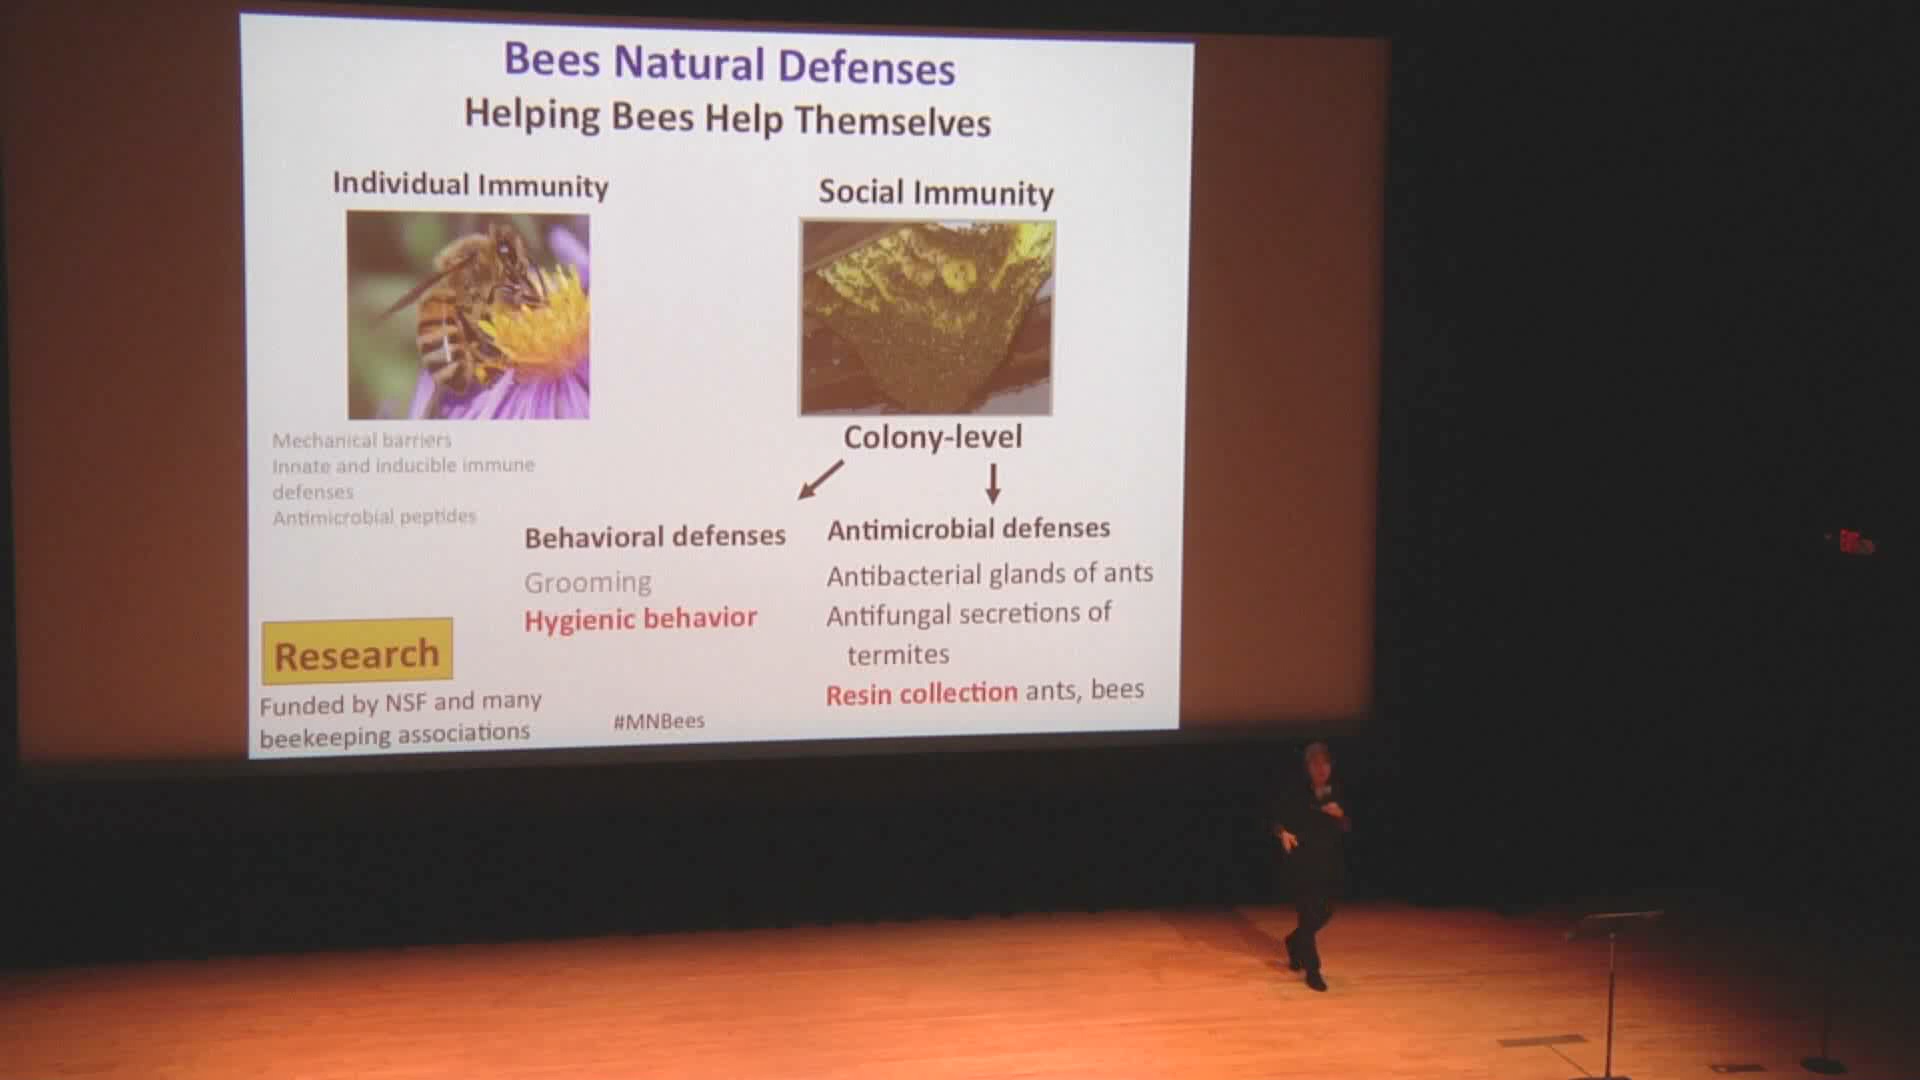 Bees Natural Defenses
Helping Bees Help Themselves
Individual Immunity
Mechanical barriers
Innate and inducible immune
defenses
Antimicrobial peptides
Social Immunity
Colony-level
Behavioral defenses
Grooming
Hygienic behavior
Antimicrobial defenses
Antibacterial glands of ants
Antifungal secretions of
termites
Resin collection ants, bees
Research
Funded by NSF and many
beekeeping associations
#MNBees